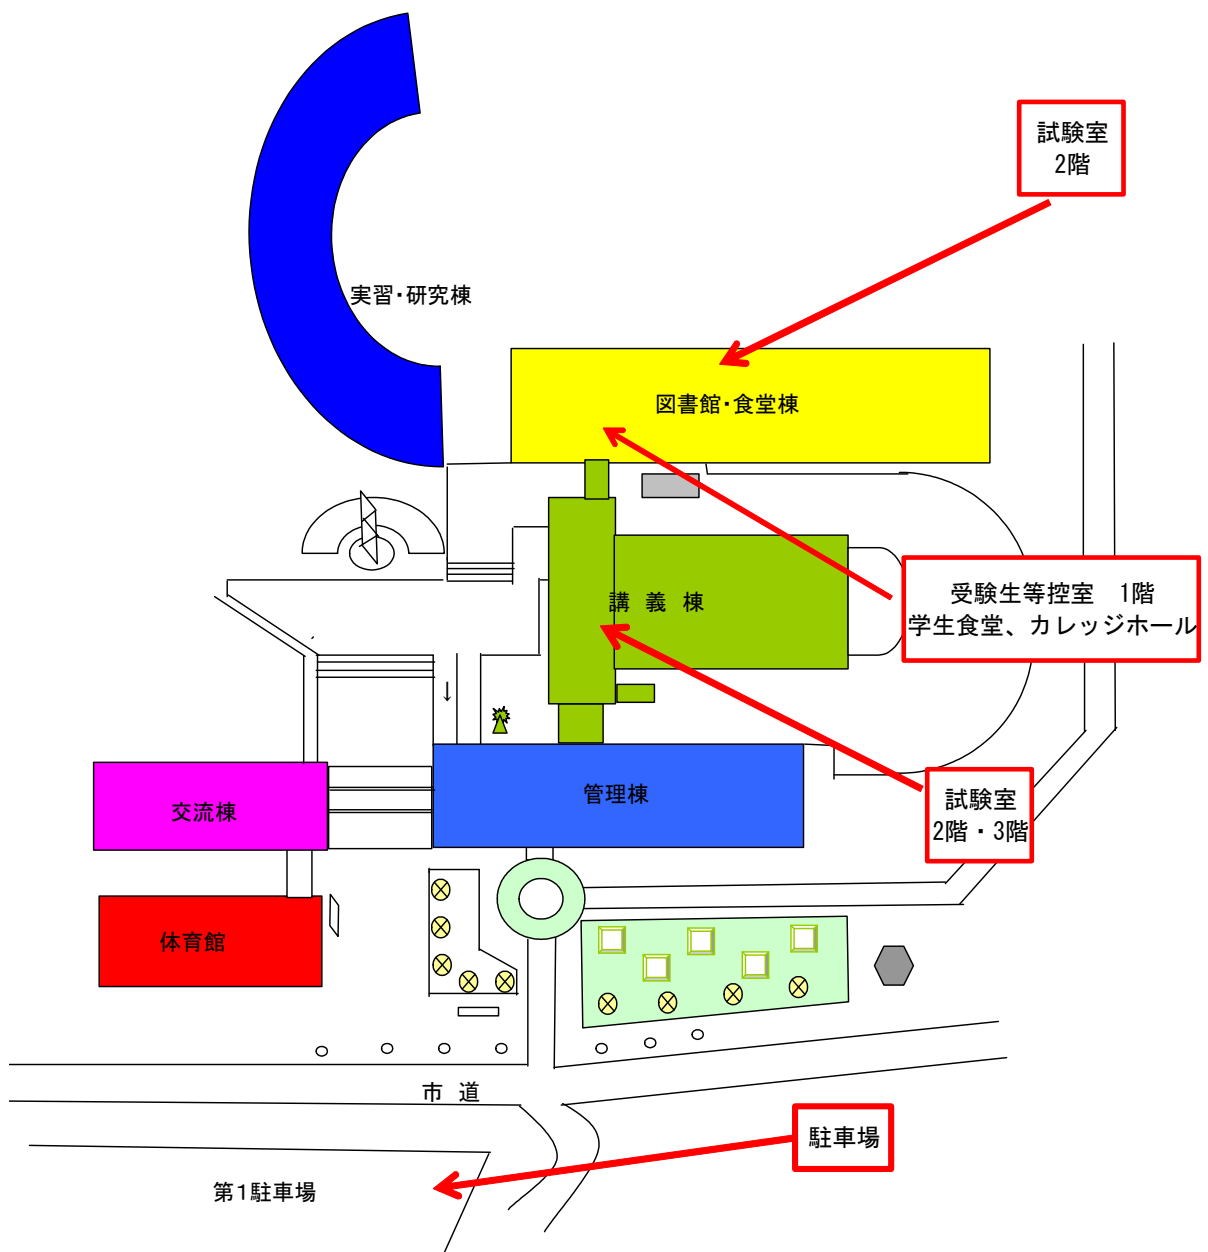 試験室
2階
実習・研究棟
図書館・食堂棟
受験生等控室　1階
学生食堂、カレッジホール
講 義 棟
↓
試験室
2階・3階
管理棟
交流棟
体育館
市 道
駐車場
第1駐車場